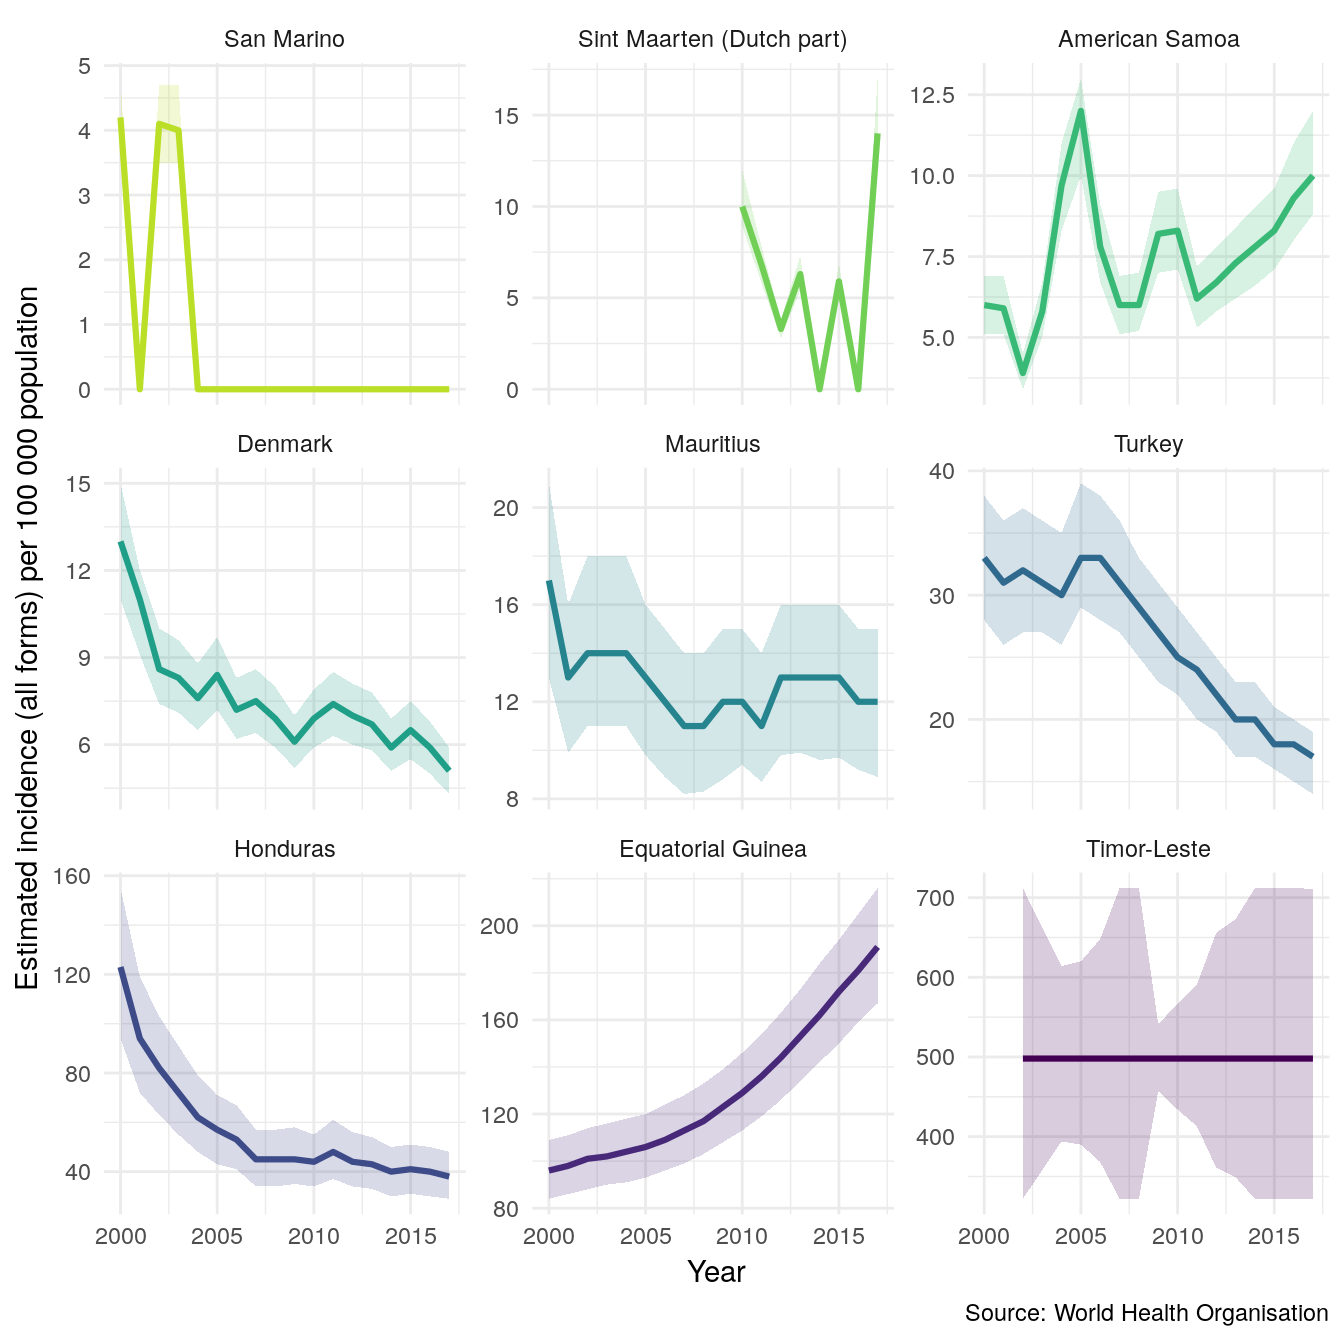 San Marino
Sint Maarten (Dutch part)
American Samoa
5
4
3
2
1
0
15
10
5
0
12.5
10.0
7.5
5.0
Estimated incidence (all forms) per 100 000 population
Denmark
Mauritius
Turkey
15
12
9
6
20
16
12
8
40
30
20
Honduras
Equatorial Guinea
Timor-Leste
160
120
80
40
200
160
120
80
700
600
500
400
2000 2005 2010 2015
2000 2005 2010 2015
2000 2005 2010 2015
Year
Source: World Health Organisation